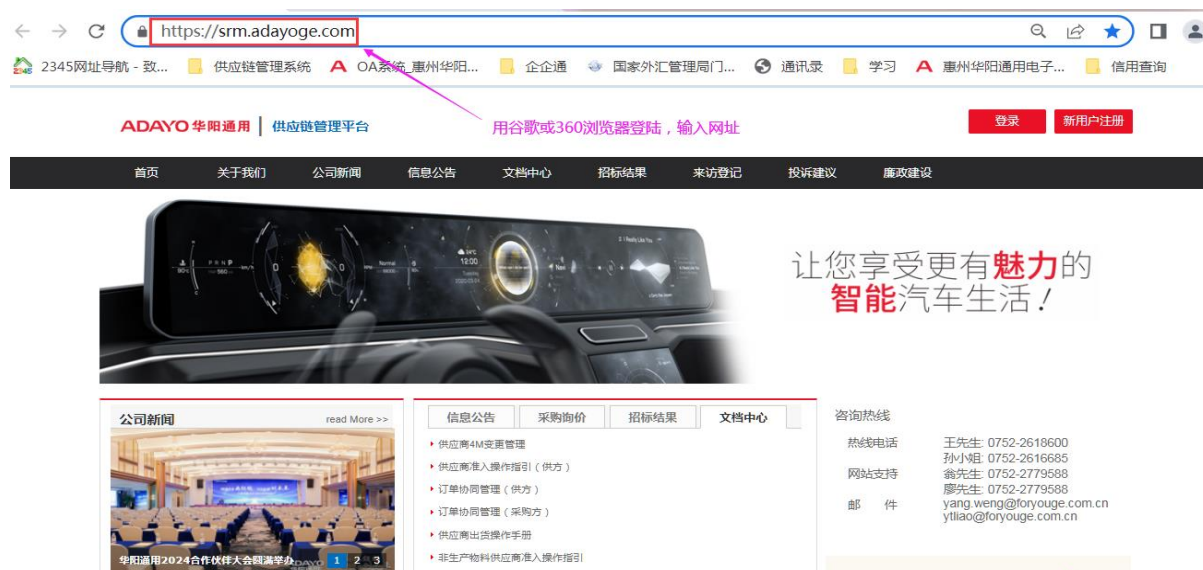 https://srm.adayoge.com
2345网址导航 - 致...
供应链管理系统
OA系统_惠州华阳...
企企通
国家外汇管理局门...
通讯录
学习
惠州华阳通用电子...
信用查询
ADAYO 华阳通用 供应链管理平台
用谷歌或360浏览器登陆，输入网址
登录
新用户注册
首页 关于我们 公司新闻 信息公告 文档中心 招标结果 来访登记 投诉建议 廉政建设
12:00
让您享受更有魅力的
智能汽车生活！
公司新闻
read More >>
华阳通用2024合作伙伴大会圆满举办
1 2 3
信息公告 采购询价 招标结果 文档中心
供应商4M变更管理
供应商准入操作指引（供方）
订单协同管理（供方）
订单协同管理（采购方）
供应商出货操作手册
非生产物料供应商准入操作指引
咨询热线
热线电话 王先生: 0752-2618600
孙小姐: 0752-2616685
网站支持 翁先生: 0752-2779588
廖先生: 0752-2779588
邮 件 yang.weng@foryouge.com.cn
ytliao@foryouge.com.cn